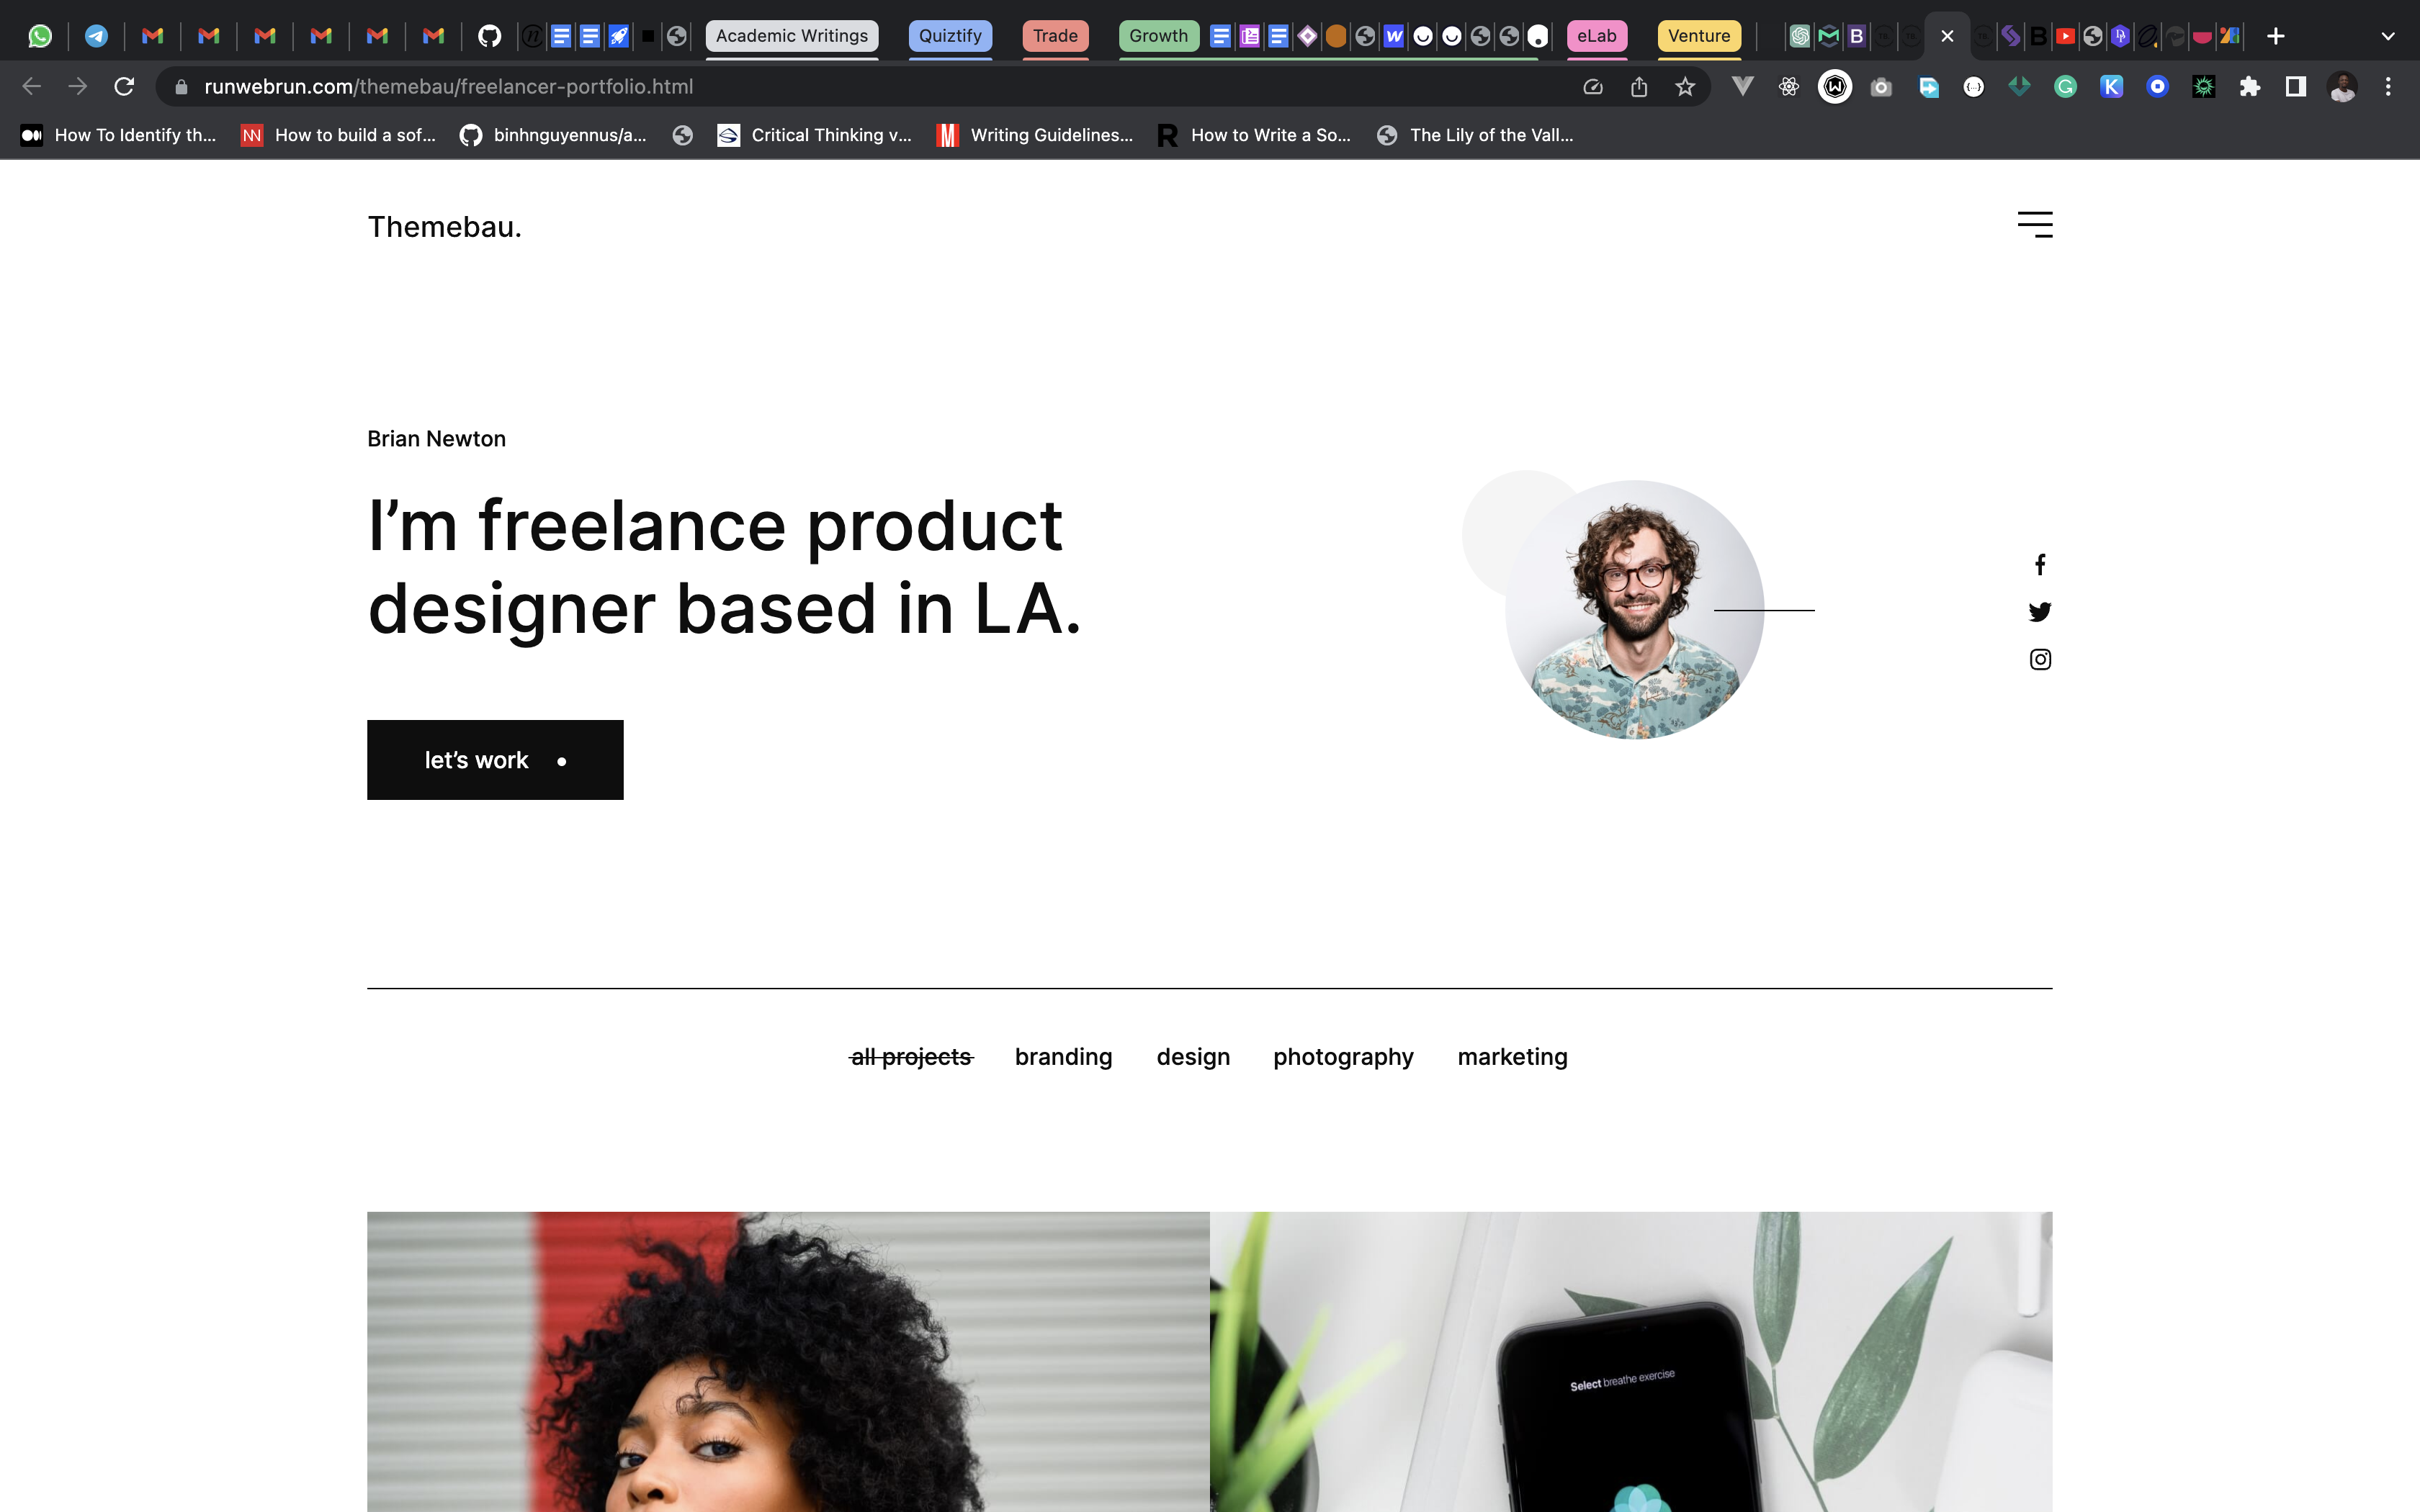 Academic Writings
Quiztify
Trade
Growth
eLab
Venture
runwebrun.com/themebau/freelancer-portfolio.html
How To Identify th...
How to build a sof...
binhnguyennus/a...
Critical Thinking v...
Writing Guidelines...
How to Write a So...
The Lily of the Vall...
Themebau.
Brian Newton
I’m freelance product
designer based in LA.
let’s work
all projects
branding
design
photography
marketing
Select breathe exercise